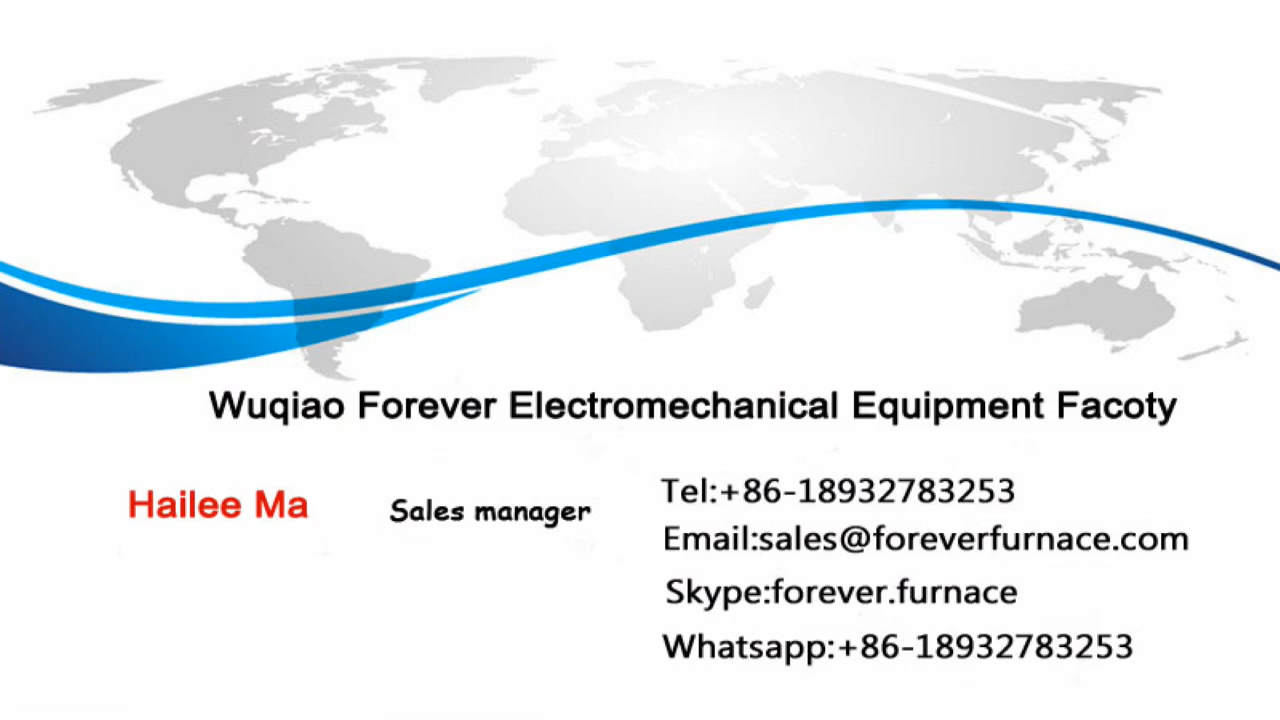 Wuqiao Forever Electromechanical Equipment Facoty
Hailee Ma
Sales manager
Tel:+86-18932783253
Email:sales@foreverfurnace.com
Skype:forever.furnace
Whatsapp:+86-18932783253